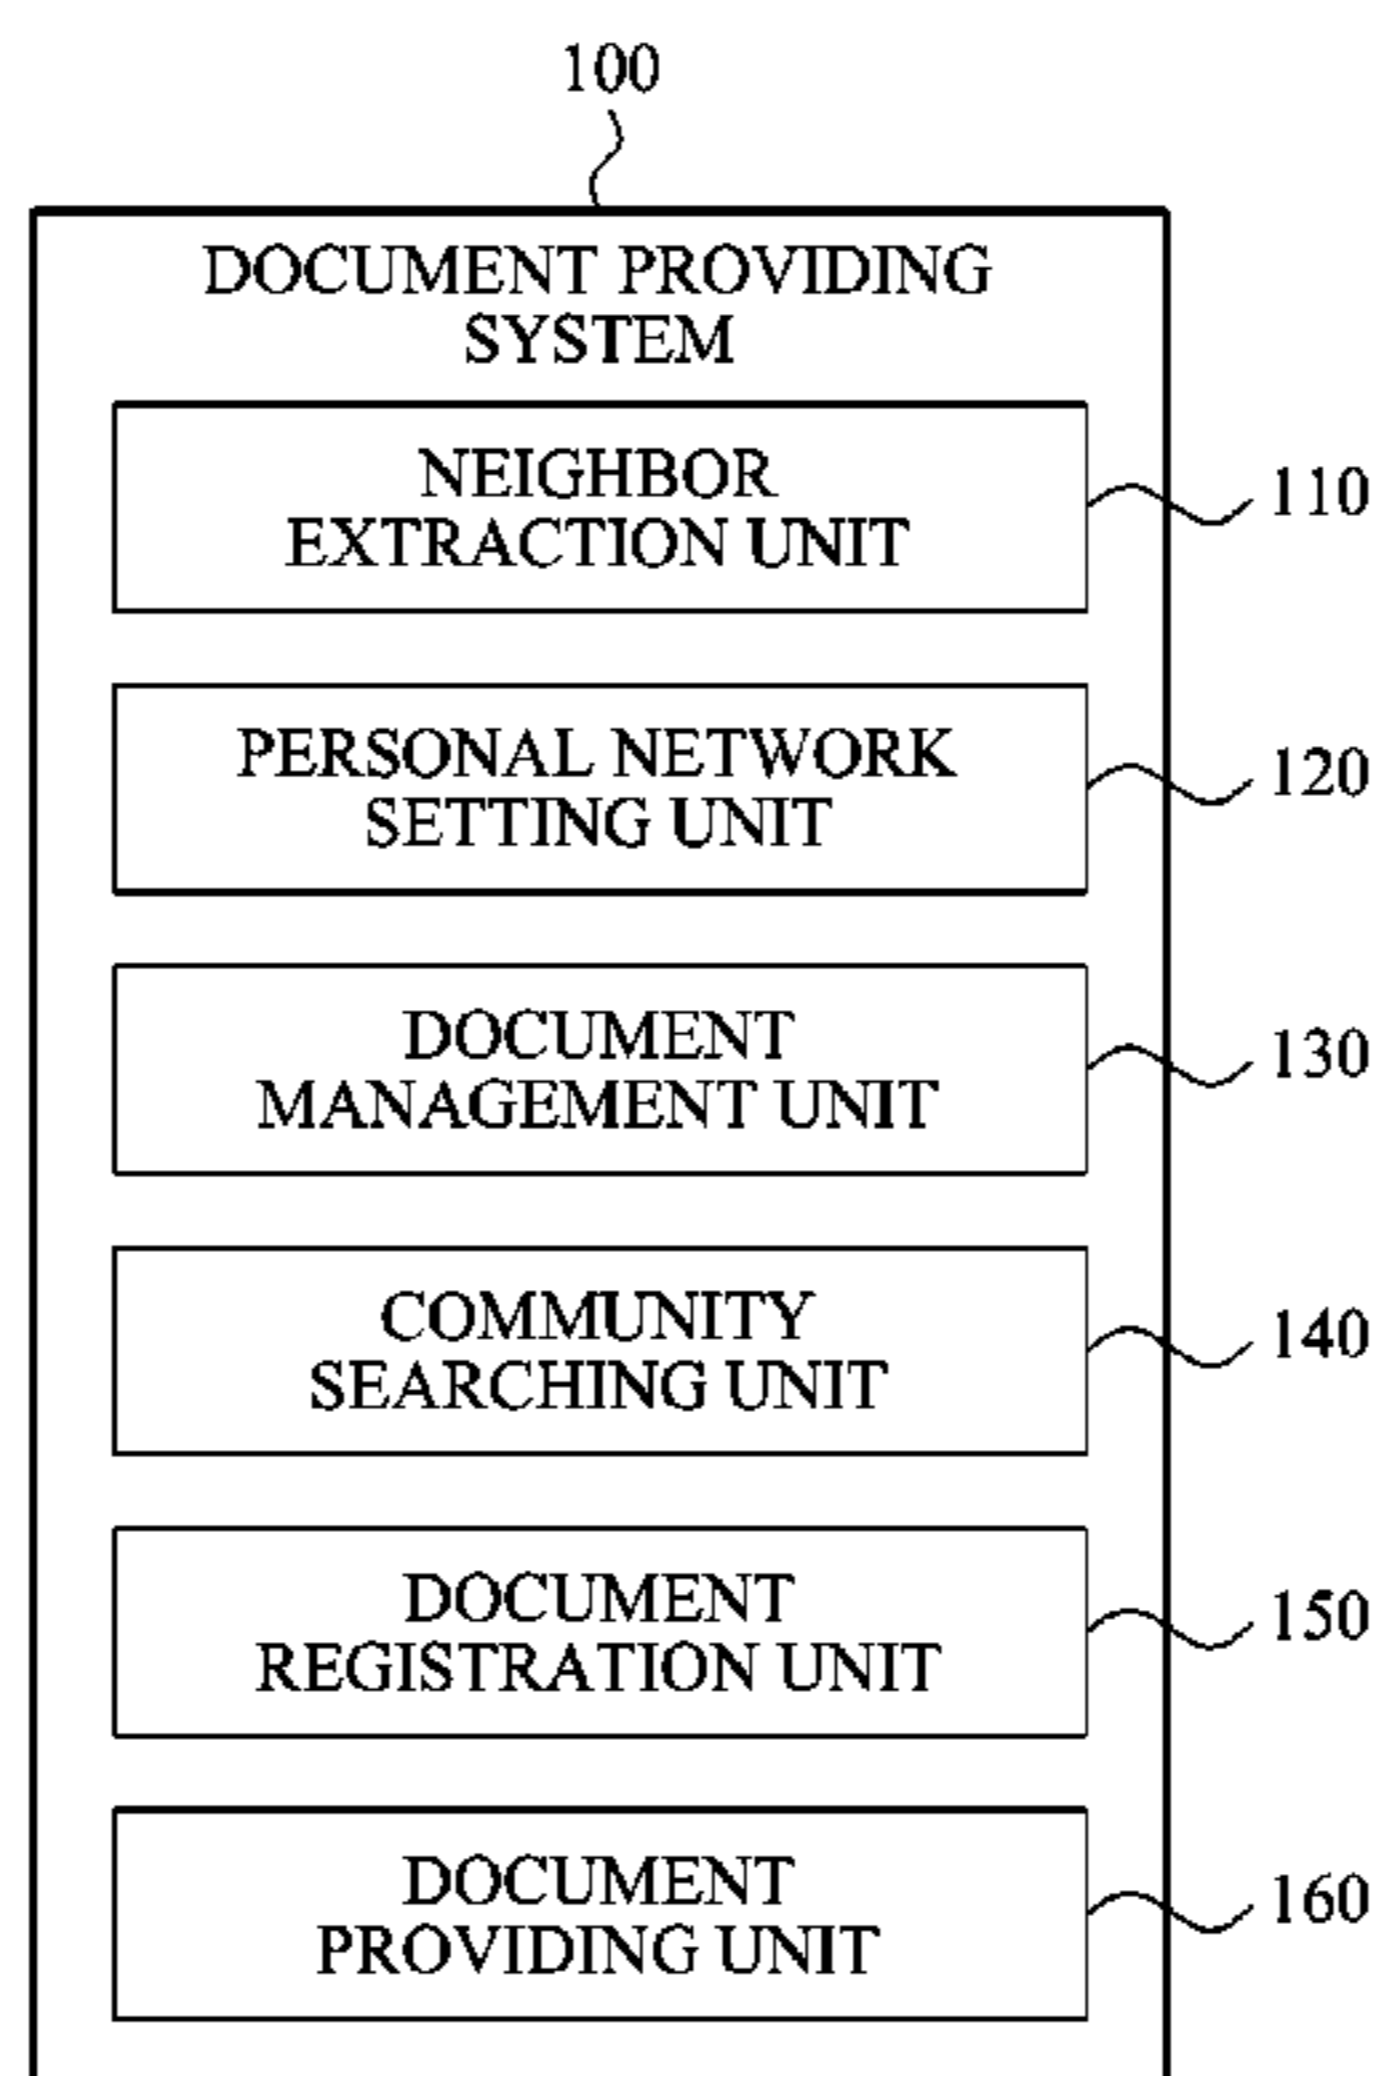 100
DOCUMENT PROVIDING
SYSTEM
NEIGHBOR
EXTRACTION UNIT
110
PERSONAL NETWORK
SETTING UNIT
120
DOCUMENT
MANAGEMENT UNIT
130
COMMUNITY
SEARCHING UNIT
140
DOCUMENT
REGISTRATION UNIT
150
DOCUMENT
PROVIDING UNIT
160